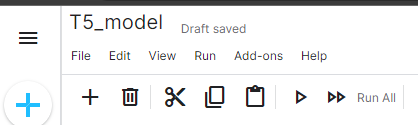 T5_model Draft saved
File Edit View Run Add-ons Help
Run All